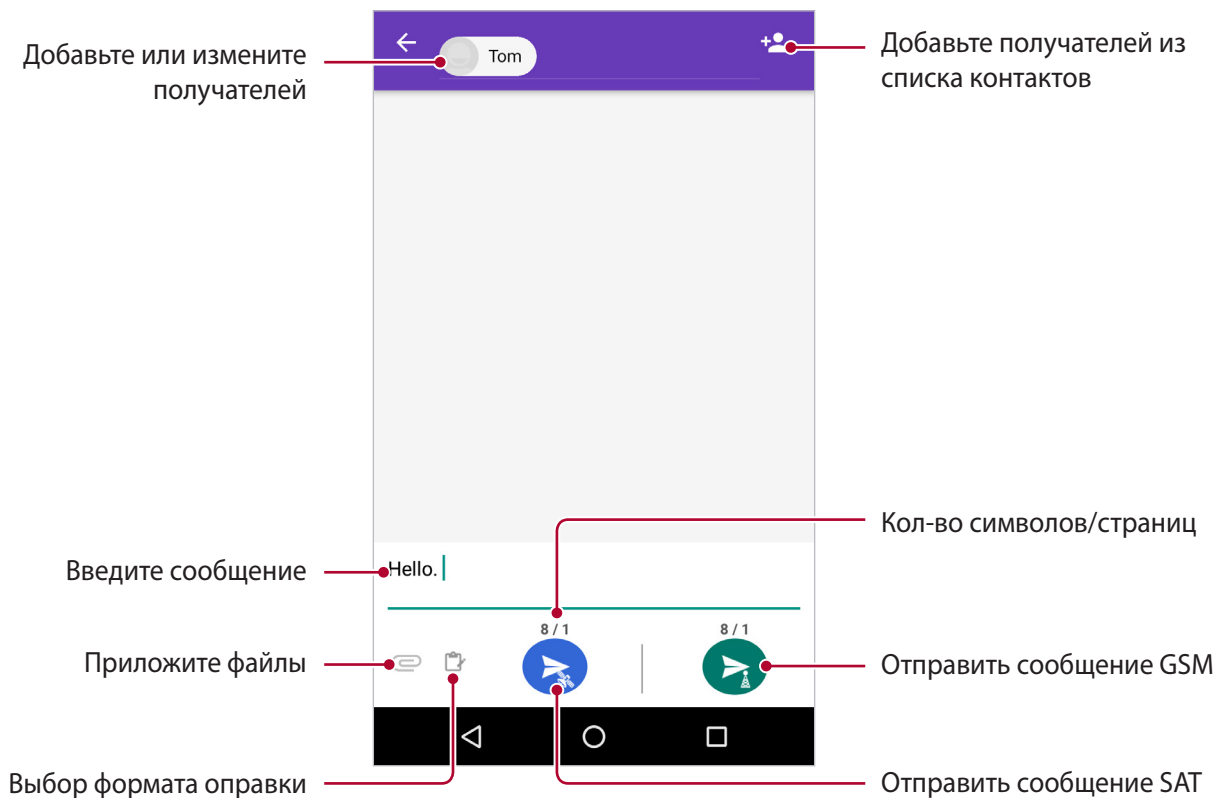 Добавьте или измените
получателей
Tom
Добавьте получателей из
списка контактов
Кол-во символов/страниц
Введите сообщение
Hello.
8 / 1
8 / 1
Приложите файлы
Отправить сообщение GSM
Выбор формата оправки
Отправить сообщение SAT